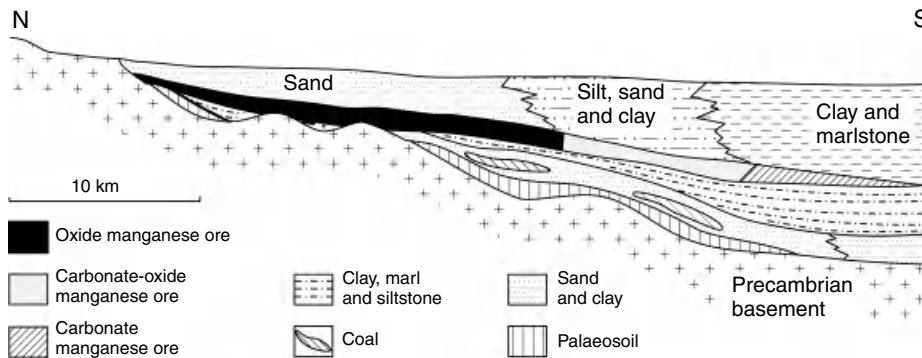 N
S
Sand
Silt, sand
and clay
Clay and
marlstone
10 km
Precambrian
basement
Oxide manganese ore
Carbonate-oxide
manganese ore
Carbonate
manganese ore
Clay, marl
and siltstone
Coal
Sand
and clay
Palaeosoil